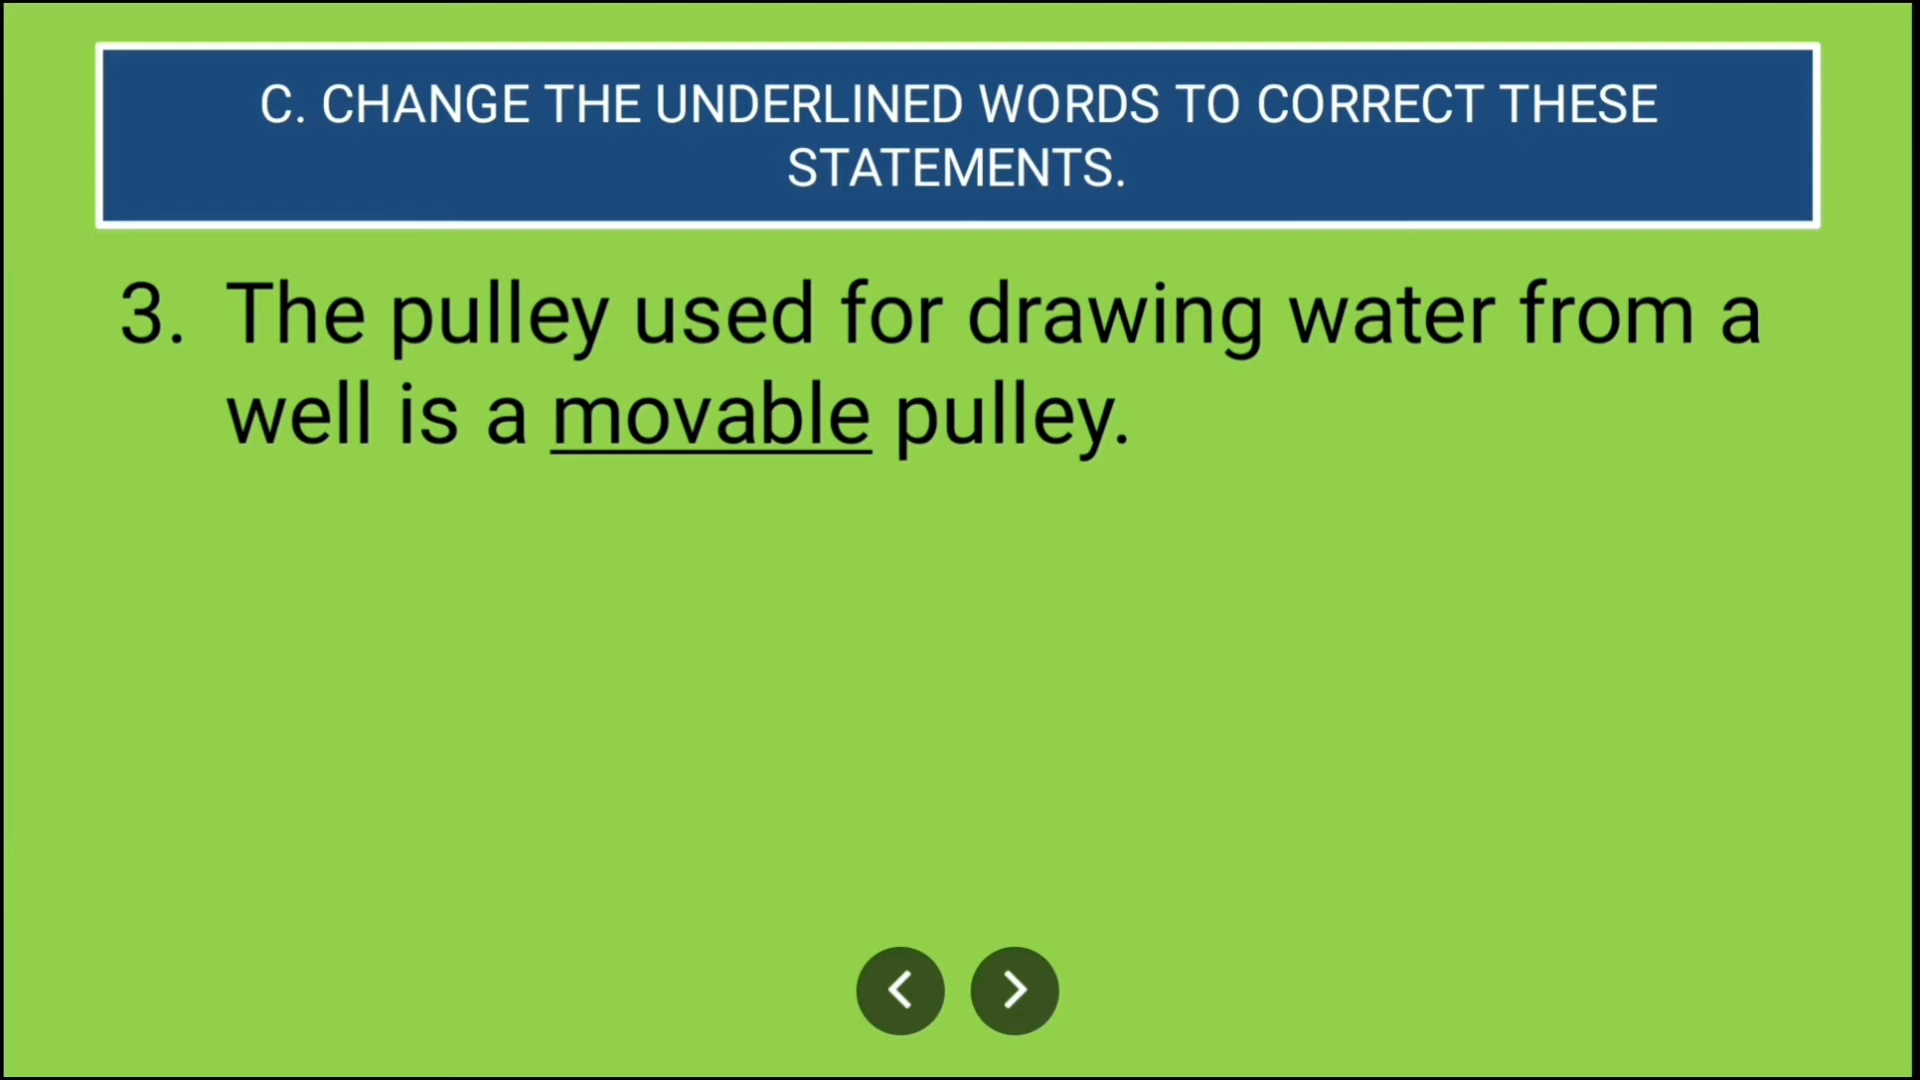 C. CHANGE THE UNDERLINED WORDS TO CORRECT THESE
STATEMENTS.
3. The pulley used for drawing water from a
well is a movable pulley.